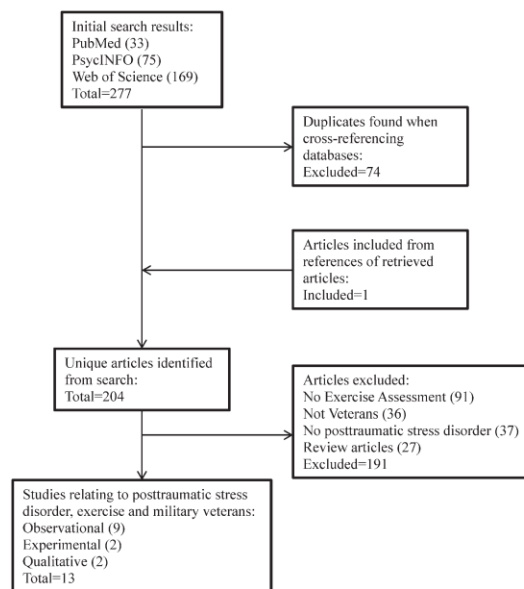 Initial search results:
PubMed (33)
PsycINFO (75)
Web of Science (169)
Total=277
Duplicates found when
cross-referencing
databases:
Excluded=74
Articles included from
references of retrieved
articles:
Included=1
Unique articles identified
from search:
Total=204
Articles excluded:
No Exercise Assessment (91)
Not Veterans (36)
No posttraumatic stress disorder (37)
Review articles (27)
Excluded=191
Studies relating to posttraumatic stress
disorder, exercise and military veterans:
Observational (9)
Experimental (2)
Qualitative (2)
Total=13